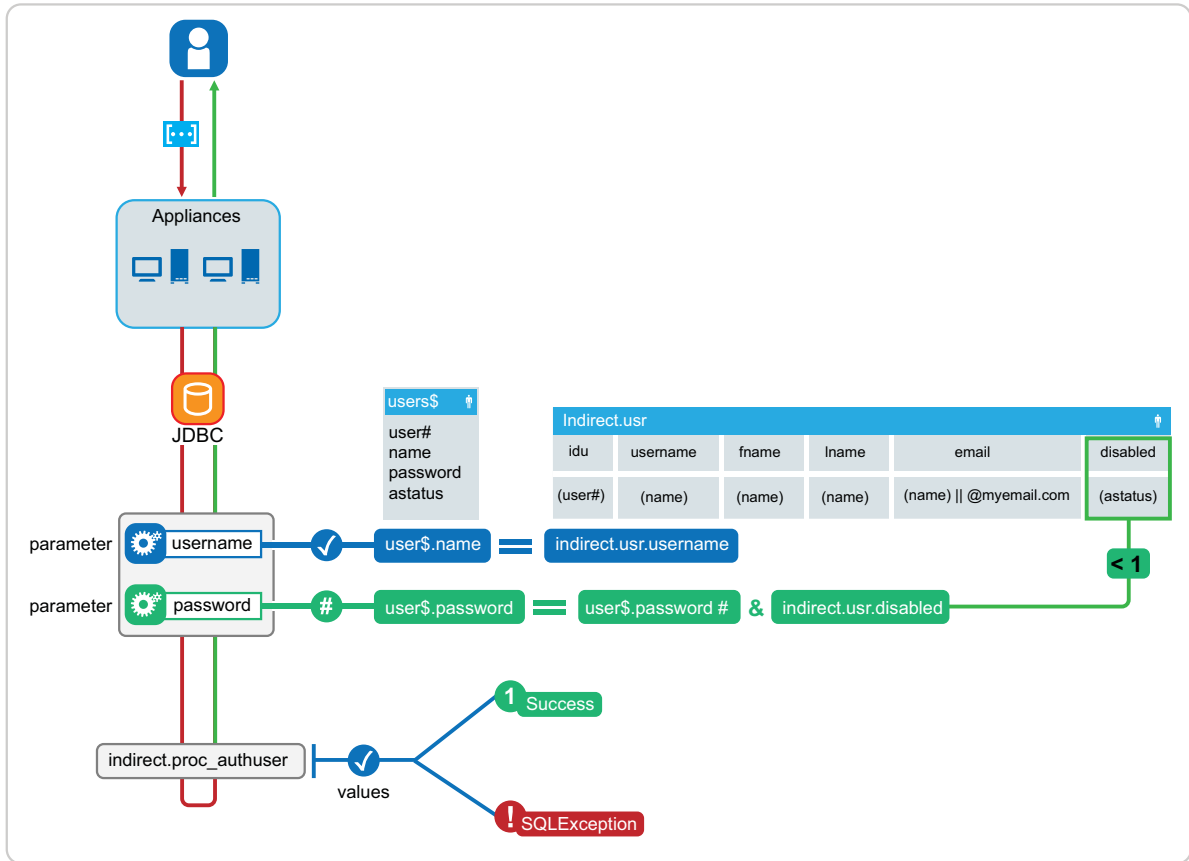 Appliances
JDBC
users$
user#
name
password
astatus
Indirect.usr
idu username fname lname email disabled
(user#) (name) (name) (name) (name) || @myemail.com (astatus)
parameter username user$.name = indirect.usr.username
< 1
parameter password # user$.password = user$.password # & indirect.usr.disabled
1 Success
indirect.proc_authuser
values
! SQLException